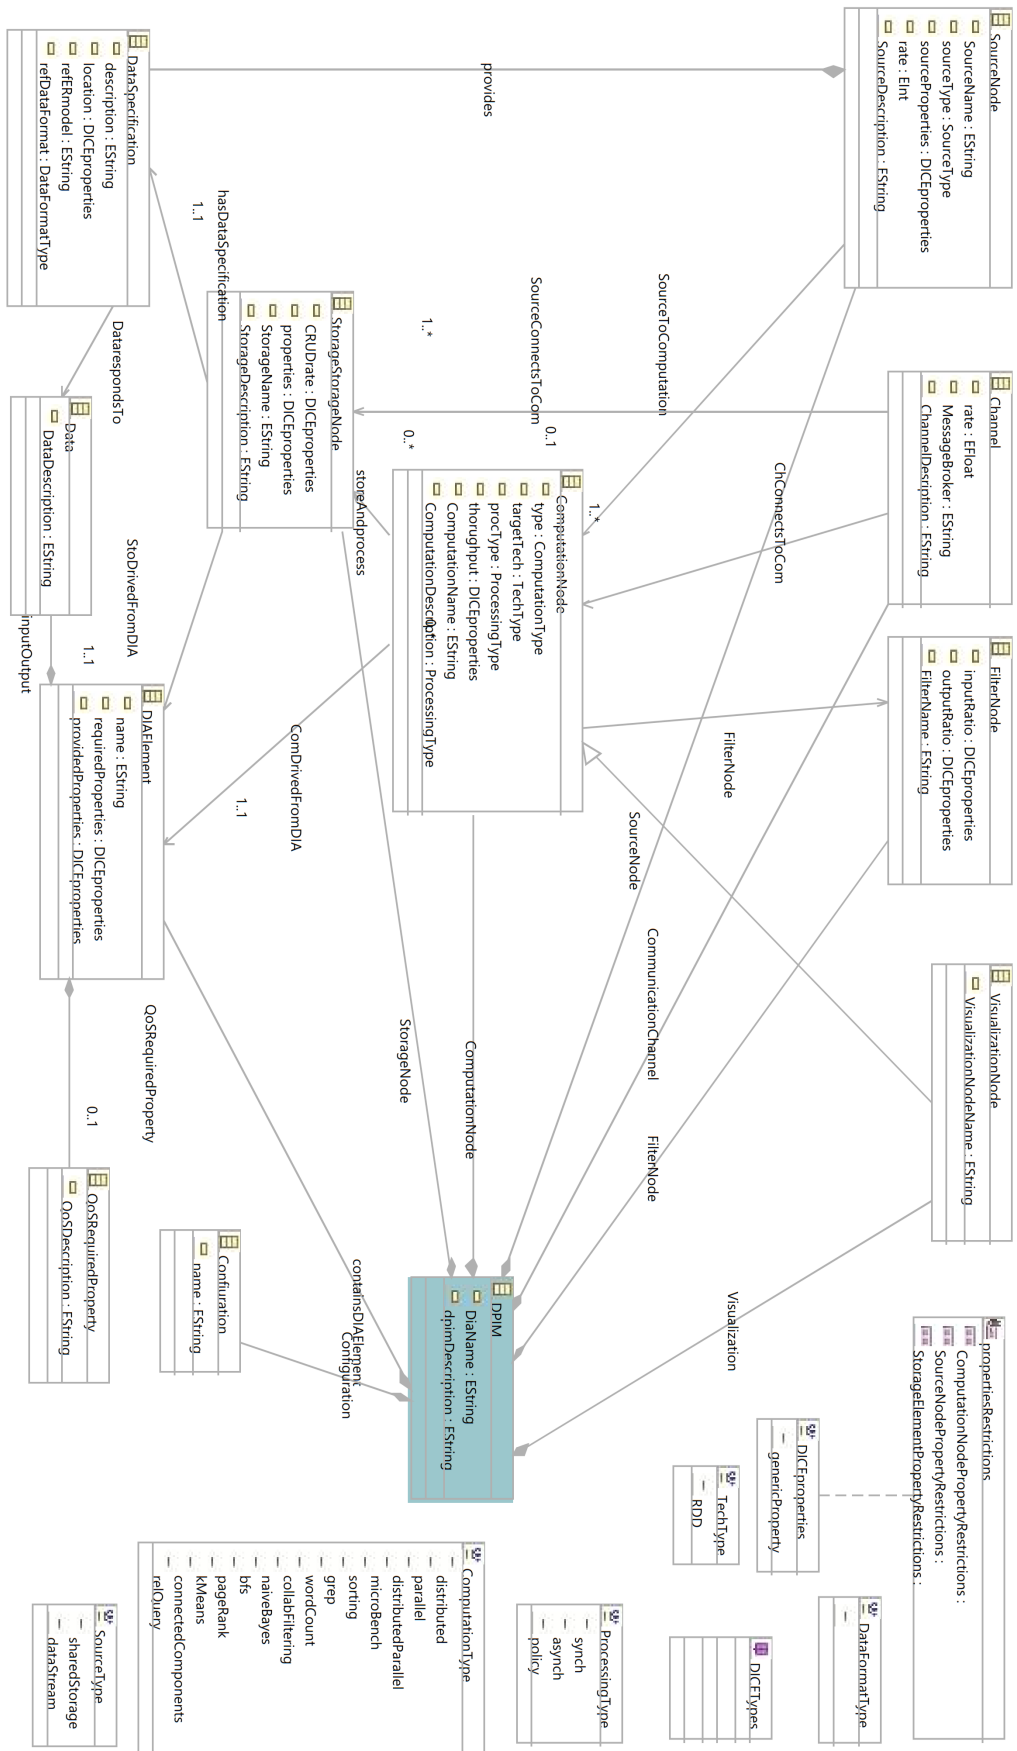 SourceNode
SourceName : EString
sourceType : SourceType
sourceProperties : DICEproperties
rate : EInt
SourceDescription : EString
Channel
rate : EFloat
MessageBroker : EString
ChannelDesription : EString
FilterNode
inputRatio : DICEproperties
outputRatio : DICEproperties
FilterName : EString
VisualizationNode
VisualizationNodeName : EString
propertiesRestrictions
ComputationNodePropertyRestrictions :
SourceNodePropertyRestrictions :
StorageElementPropertyRestrictions :
DICEproperties
genericProperty
DataFormatType
TechType
RDD
DICETypes
ChConnectsToCom
FilterNode
Visualization
SourceToComputation
SourceNode
CommunicationChannel
FilterNode
1..*
0..1
SourceConnectsToCom
ComputationNode
type : ComputationType
targetTech : TechType
procType : ProcessingType
thorughput : DICEproperties
ComputationName : EString
ComputationDescription : ProcessingType
provides
1..*
0..*
ComputationNode
StorageNode
DPIM
DiaName : EString
dpimDescription : EString
ProcessingType
synch
asynch
policy
ComputationType
distributed
parallel
distributedParallel
microBench
sorting
grep
wordCount
collabFiltering
naiveBayes
bfs
pageRank
kMeans
connectedComponents
relQuery
storeAndprocess
containsDIAElement
Configuration
StorageStorageNode
CRUDrate : DICEproperties
properties : DICEproperties
StorageName : EString
StorageDescription : EString
ComDrivedFromDIA
1..1
hasDataSpecification
1..1
Confiuration
name : EString
DataSpecification
description : EString
location : DICEproperties
refERmodel : EString
refDataFormat : DataFormatType
DatarespondsTo
StoDrivedFromDIA
1..1
DIAElement
name : EString
requiredProperties : DICEproperties
providedProperties : DICEproperties
QoSRequiredProperty
0..1
QoSRequiredProperty
QoSDescription : EString
Data
DataDescription : EString
inputOutput
SourceType
sharedStorage
dataStream